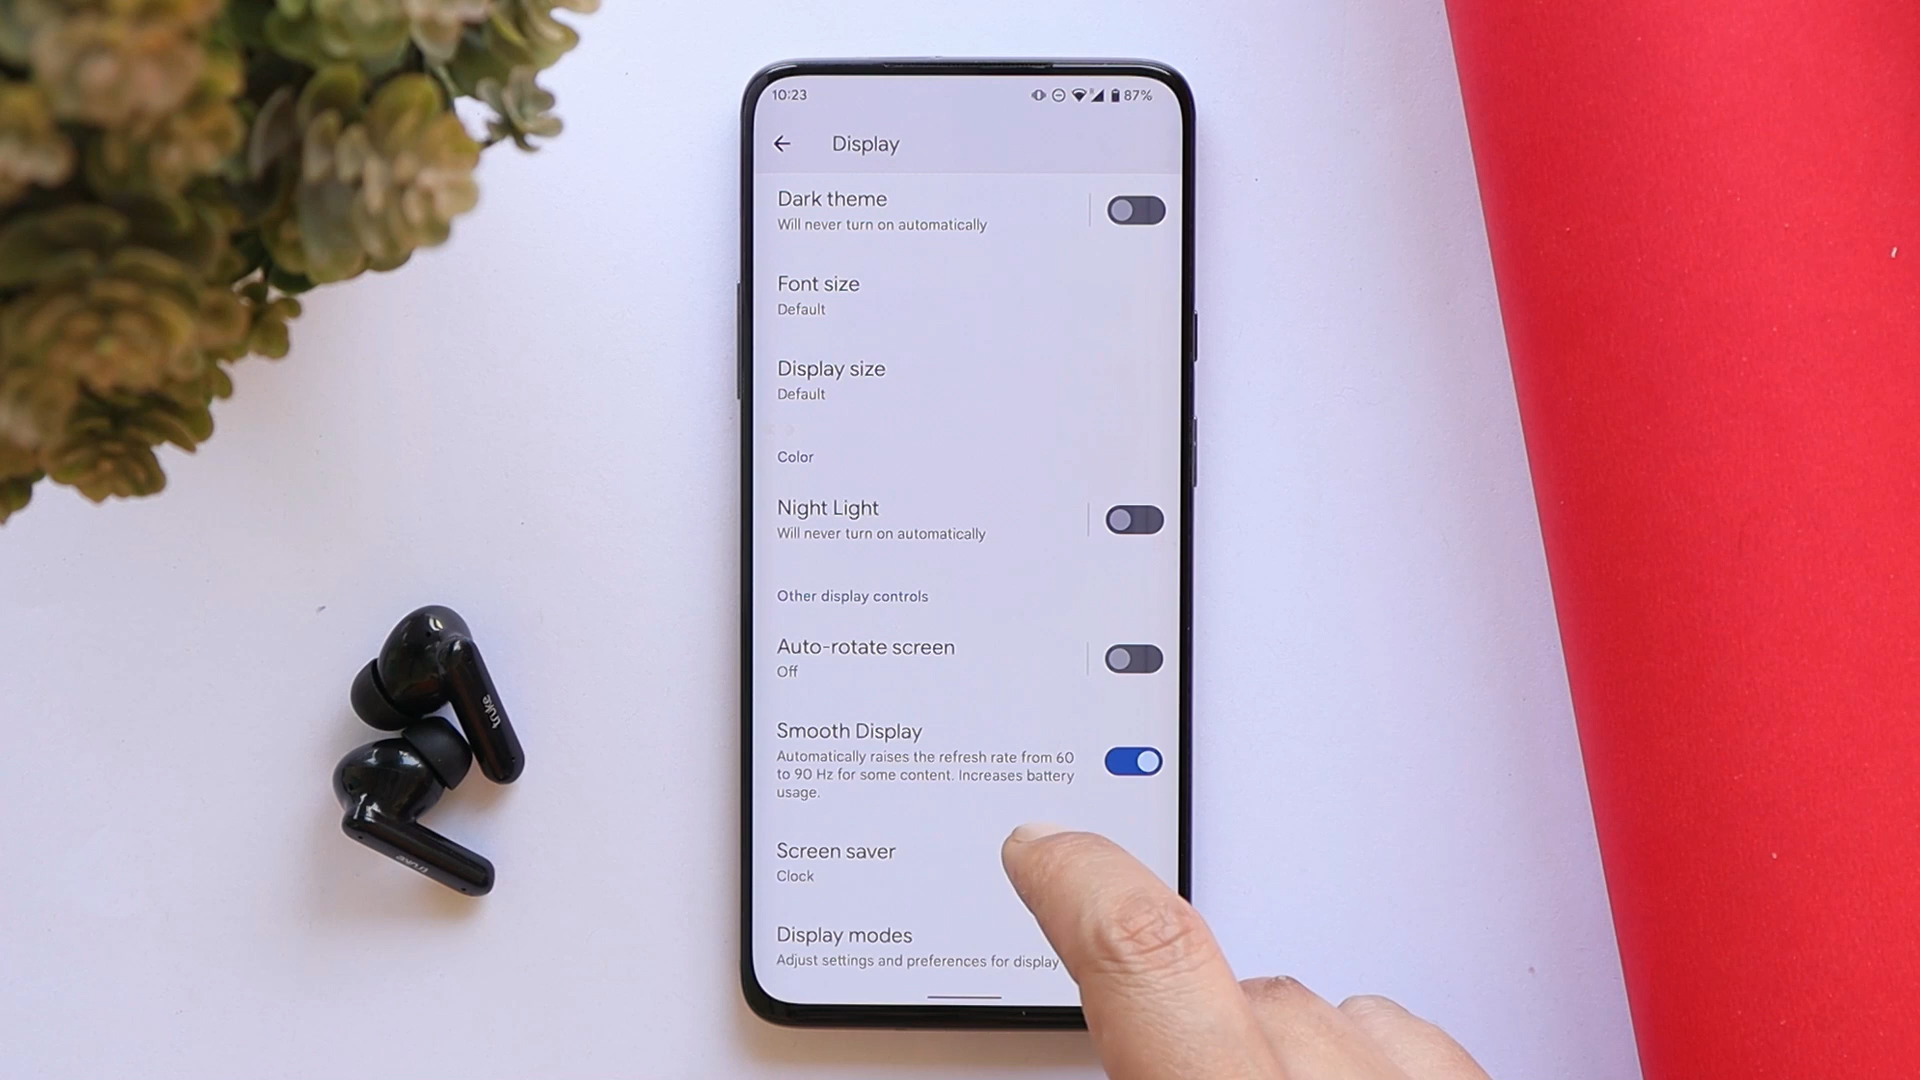 10:23
87%
Display
Dark theme
Will never turn on automatically
Font size
Default
Display size
Default
Color
Night Light
Will never turn on automatically
Other display controls
Auto-rotate screen
Off
Smooth Display
Automatically raises the refresh rate from 60
to 90 Hz for some content. Increases battery
usage.
Screen saver
Clock
Display modes
Adjust settings and preferences for display
truke
truke